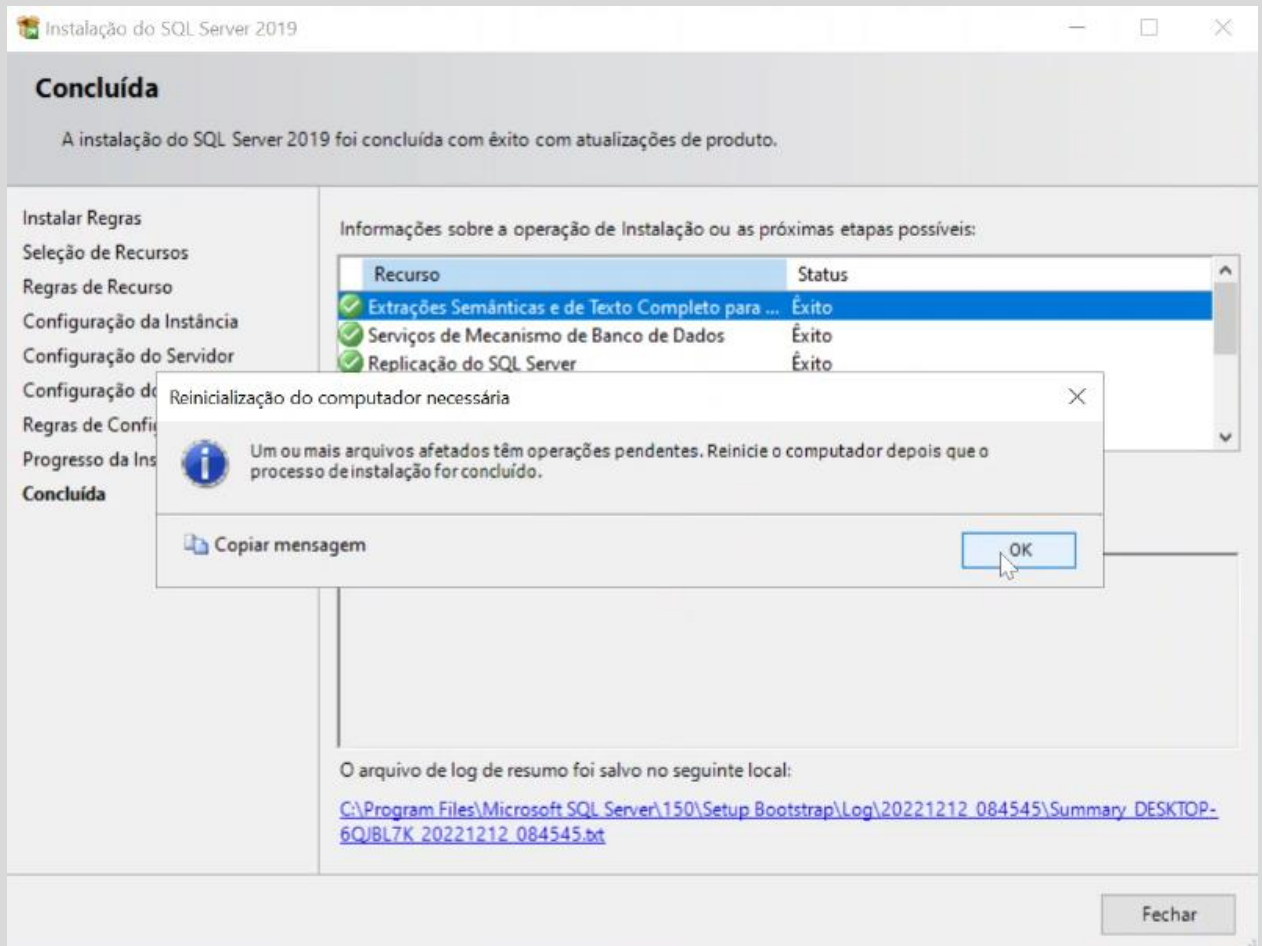 Instalação do SQL Server 2019
Concluída
A instalação do SQL Server 2019 foi concluída com êxito com atualizações de produto.
Instalar Regras
Seleção de Recursos
Regras de Recurso
Configuração da Instância
Configuração do Servidor
Configuração do
Regras de Config
Progresso da Ins
Concluída
Informações sobre a operação de Instalação ou as próximas etapas possíveis:
Recurso Status
Extrações Semânticas e de Texto Completo para ... Êxito
Serviços de Mecanismo de Banco de Dados Êxito
Replicação do SQL Server Êxito
Reinicialização do computador necessária
Um ou mais arquivos afetados têm operações pendentes. Reinicie o computador depois que o
processo de instalação for concluído.
Copiar mensagem
OK
O arquivo de log de resumo foi salvo no seguinte local:
C:\Program Files\Microsoft SQL Server\150\Setup Bootstrap\Log\20221212_084545\Summary_DESKTOP-
6QJBL7K_20221212_084545.txt
Fechar